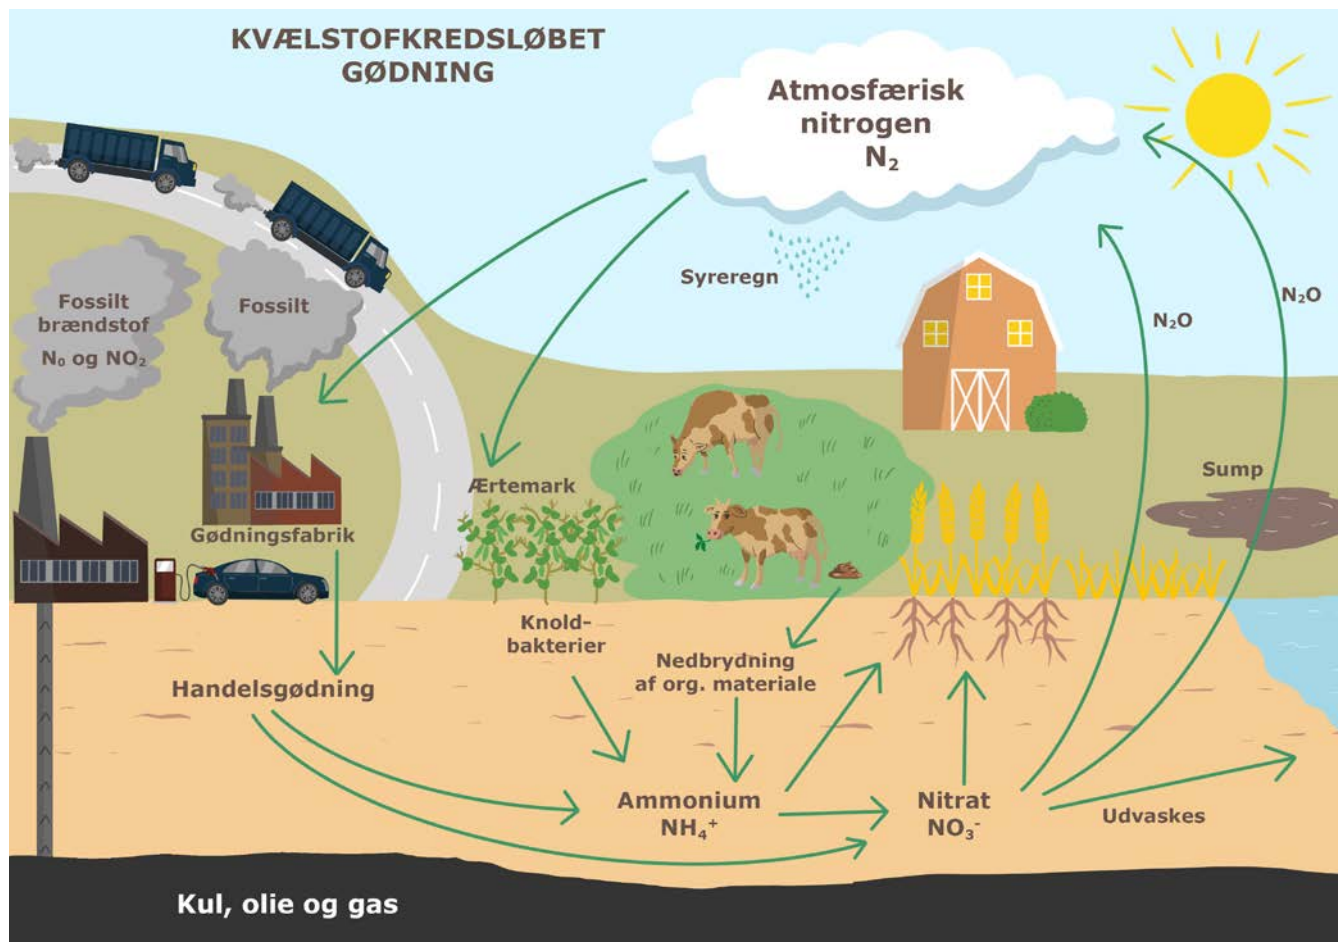 KVÆLSTOFKREDSLØBET
GØDNING
Atmosfærisk
nitrogen
N₂
Syreregn
Fossilt
brændstof
N₀ og NO₂
Fossilt
N₂O
N₂O
Ærtemark
Sump
Gødningsfabrik
Knold-
bakterier
Nedbrydning
af org. materiale
Handelsgødning
Ammonium
NH₄⁺
Nitrat
NO₃⁻
Udvaskes
Kul, olie og gas